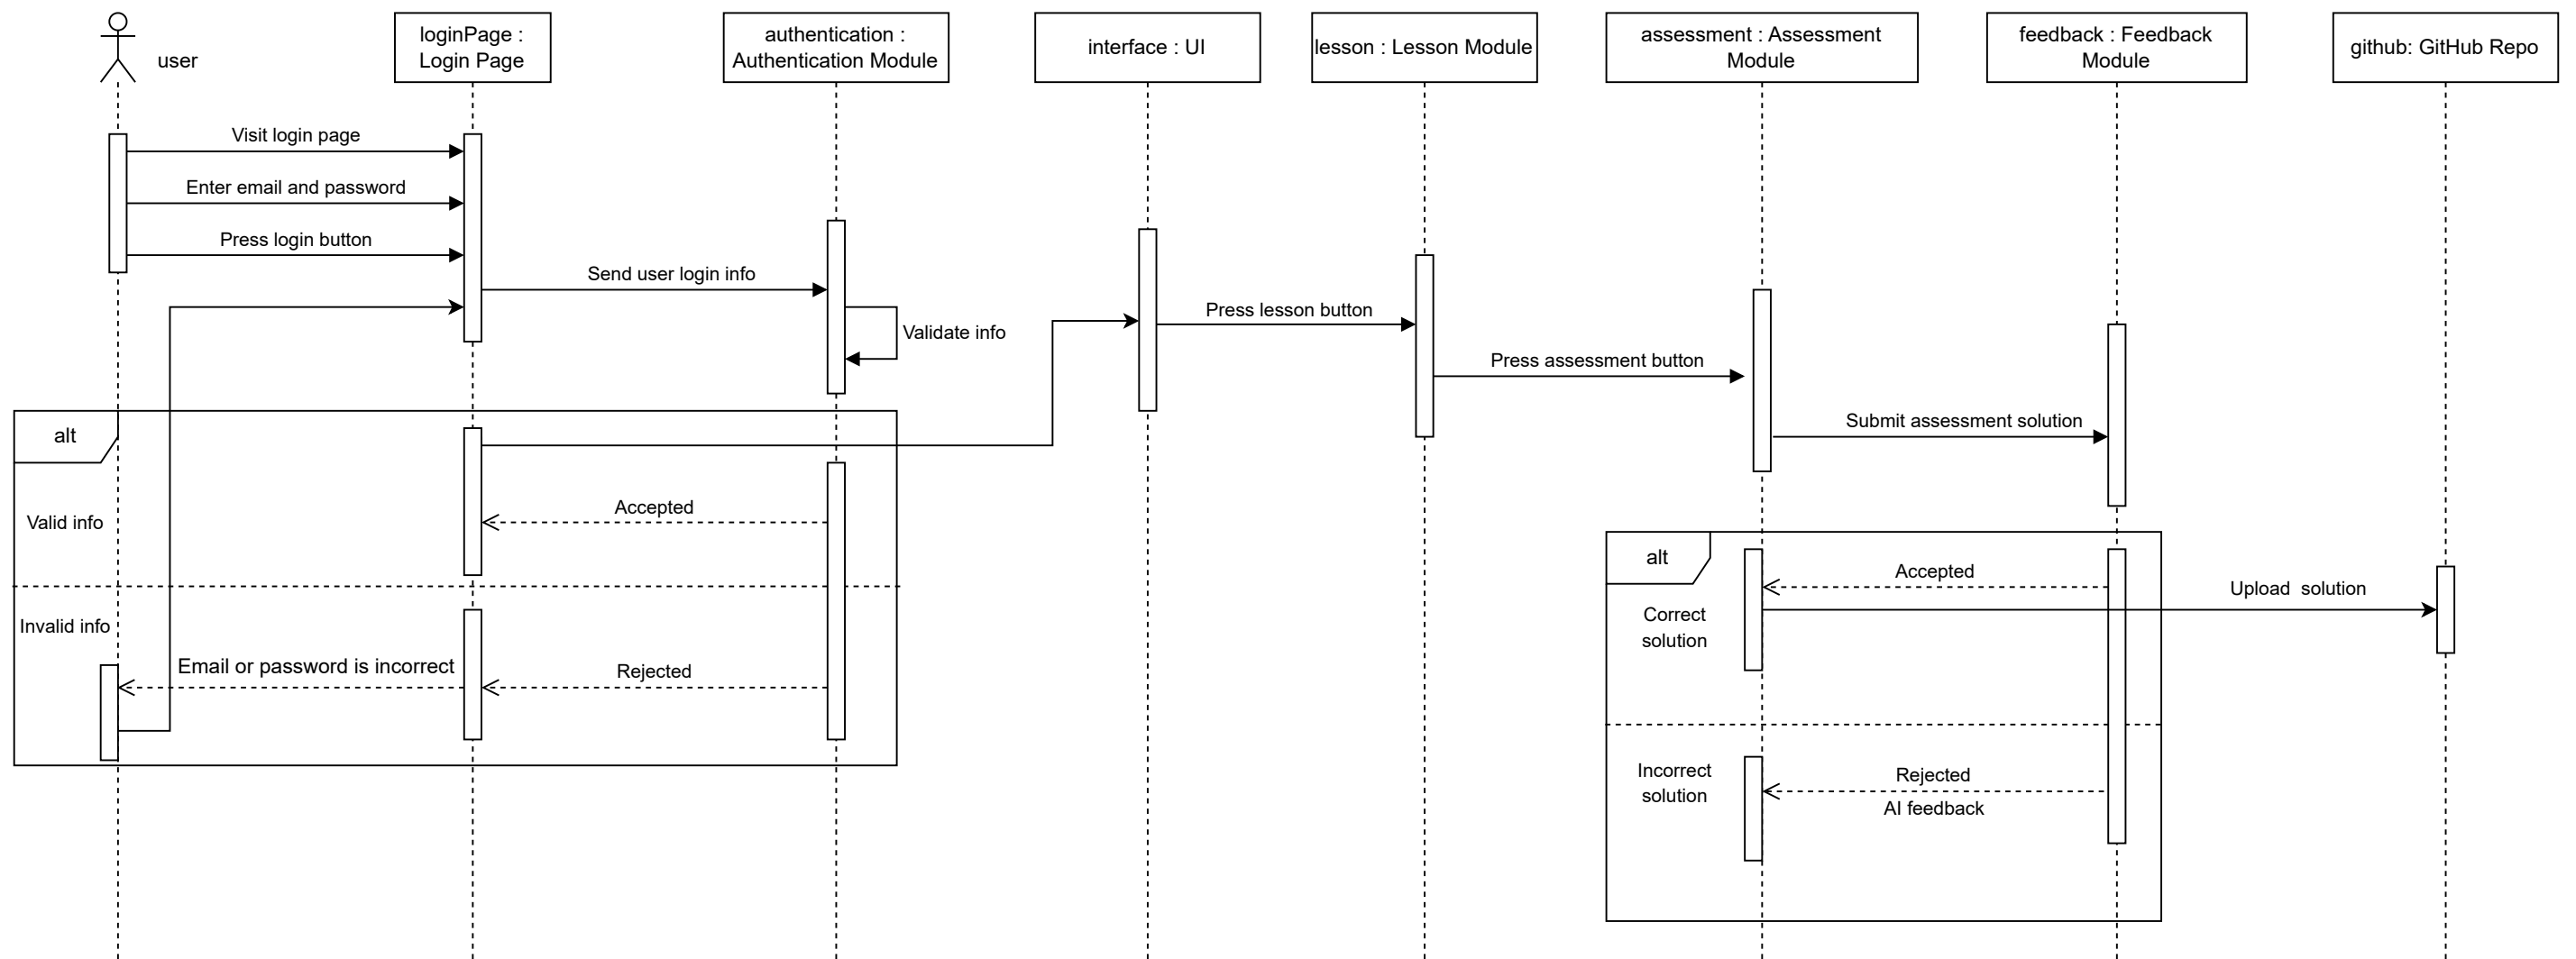 user
loginPage :
Login Page
authentication :
Authentication Module
interface : UI
lesson : Lesson Module
assessment : Assessment
Module
feedback : Feedback
Module
github: GitHub Repo
Visit login page
Enter email and password
Press login button
Send user login info
Validate info
Press lesson button
Press assessment button
Submit assessment solution
alt
Valid info
Accepted
Invalid info
Email or password is incorrect
Rejected
alt
Accepted
Upload  solution
Correct
solution
Incorrect
solution
Rejected
AI feedback